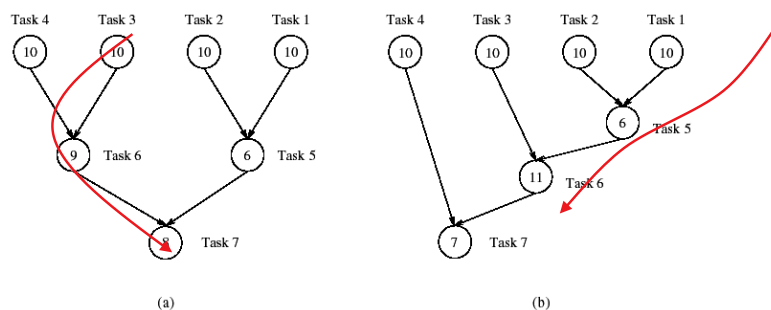 Task 4 Task 3 Task 2 Task 1 Task 4 Task 3 Task 2 Task 1
10 10 10 10 10 10 10 10
6 Task 5
9 Task 6 6 Task 5
11 Task 6
8 Task 7 7 Task 7
(a) (b)